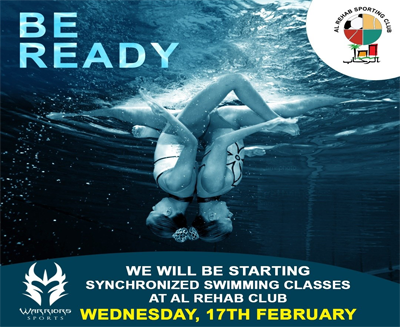 BE
READY
AL REHAB SPORTING CLUB
الرحاب
WE WILL BE STARTING
SYNCHRONIZED SWIMMING CLASSES
AT AL REHAB CLUB
WEDNESDAY, 17TH FEBRUARY
WARRIORS
SPORTS